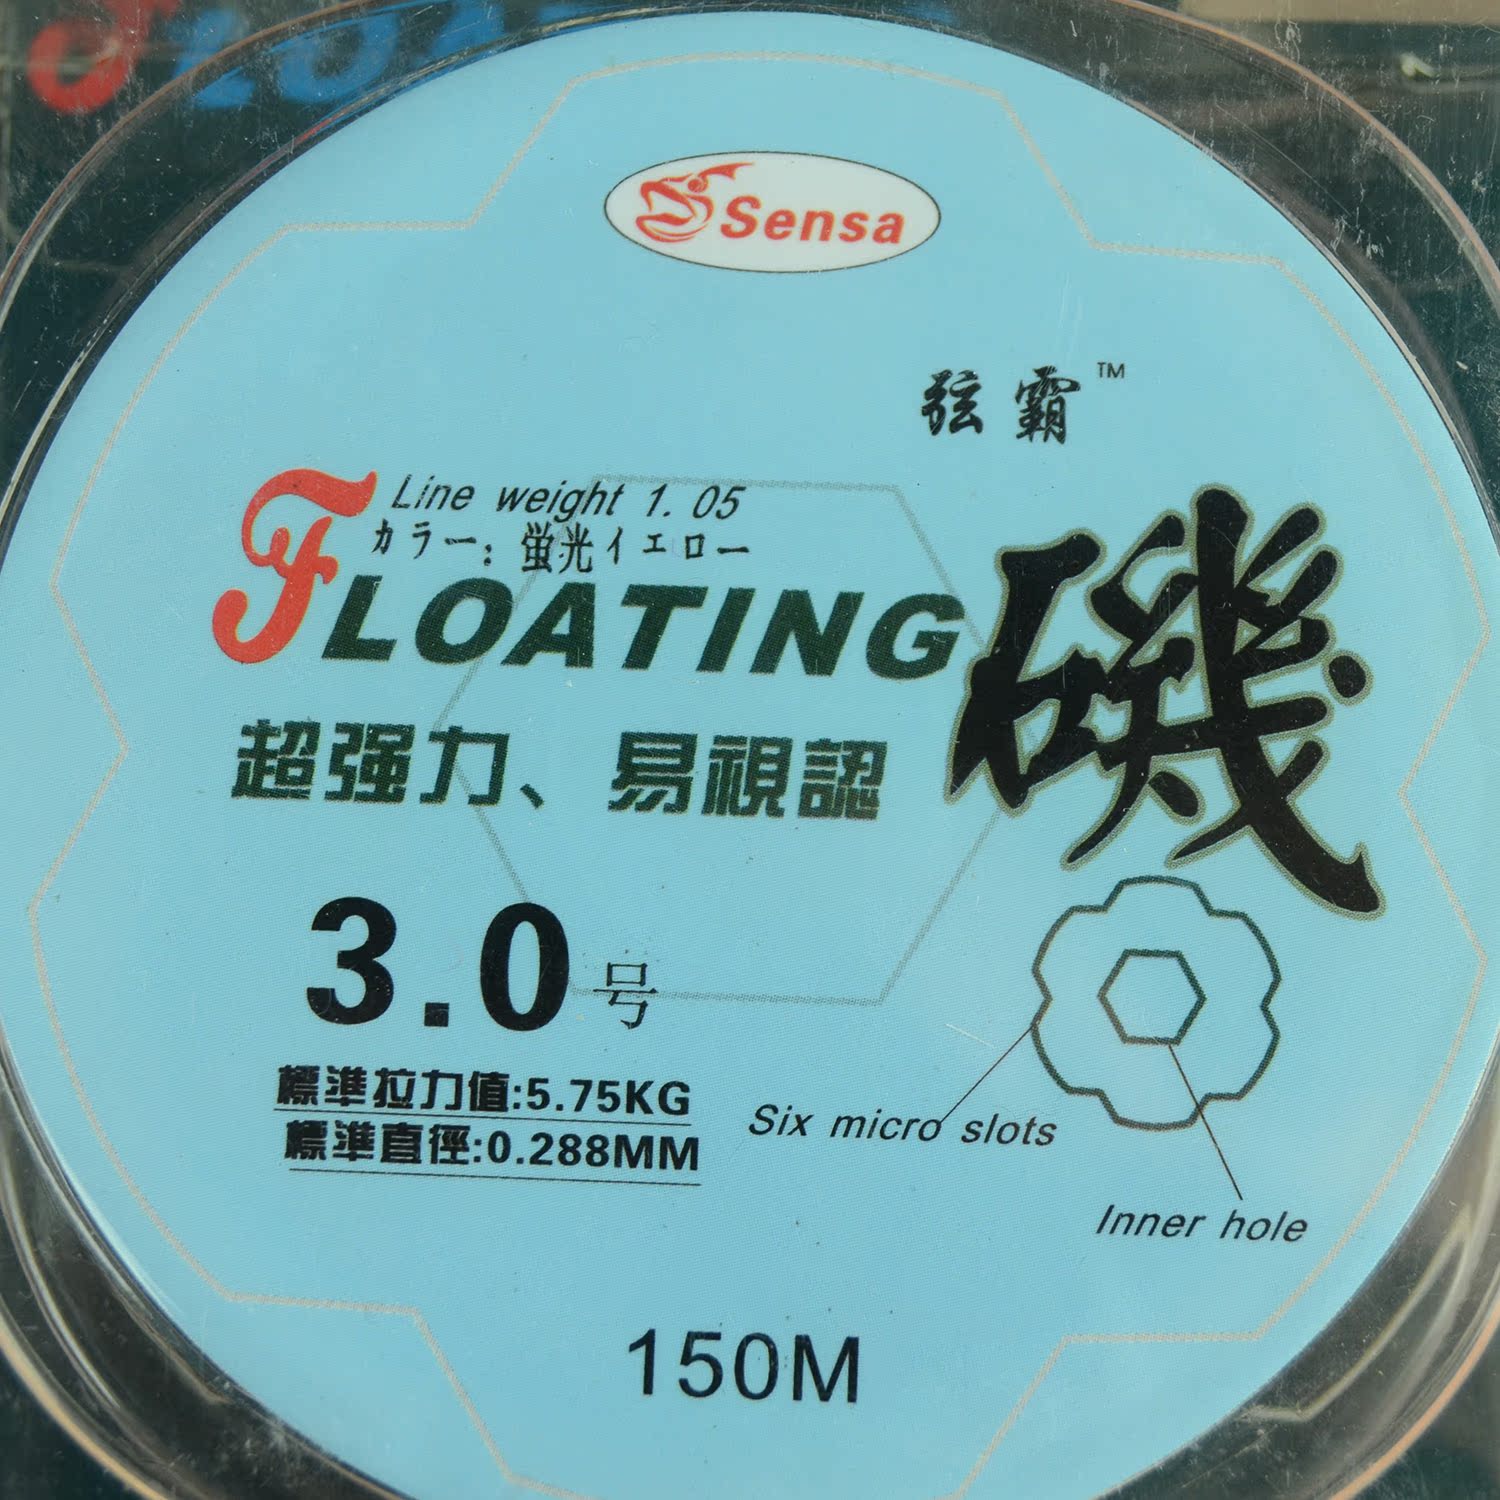 Sensa
弦霸™
Line weight 1.05
カラー:蛍光イエロー
FLOATING
磯
超强力、易視認
3.0号
標準拉力值:5.75KG
標準直徑:0.288MM
Six micro slots
Inner hole
150M